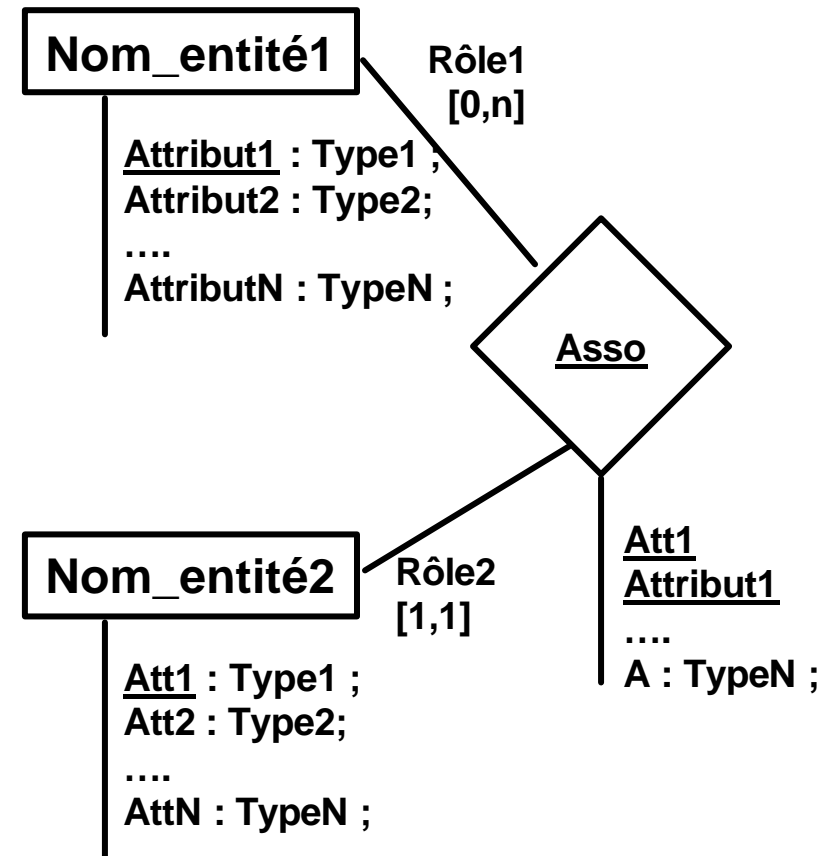 Nom_entité1
Rôle1
[0,n]
Attribut1 : Type1 ;
Attribut2 : Type2;
....
AttributN : TypeN ;
Asso
Nom_entité2
Rôle2
[1,1]
Att1 : Type1 ;
Att2 : Type2;
....
AttN : TypeN ;
Att1
Attribut1
....
A : TypeN ;